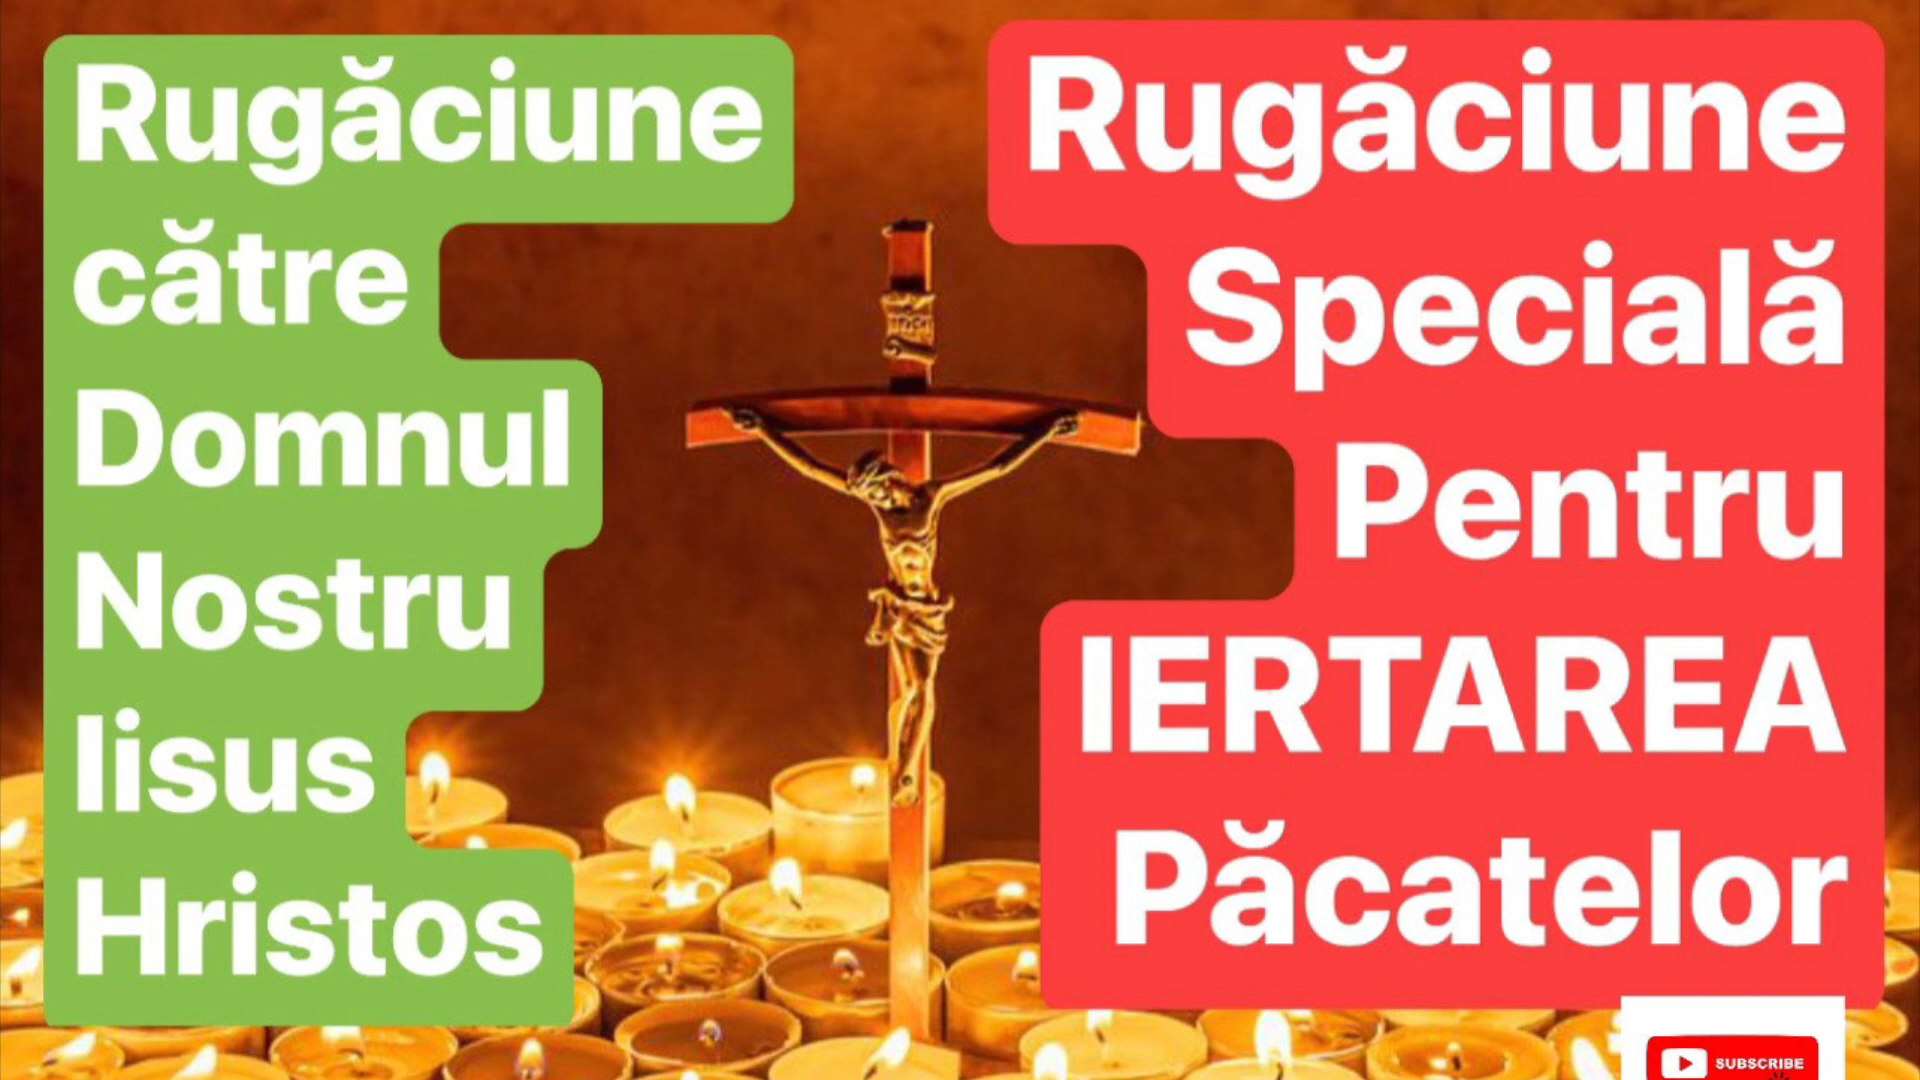 Rugăciune
către
Domnul
Nostru
Iisus
Hristos
Rugăciune
Specială
Pentru
IERTAREA
Păcatelor
SUBSCRIBE